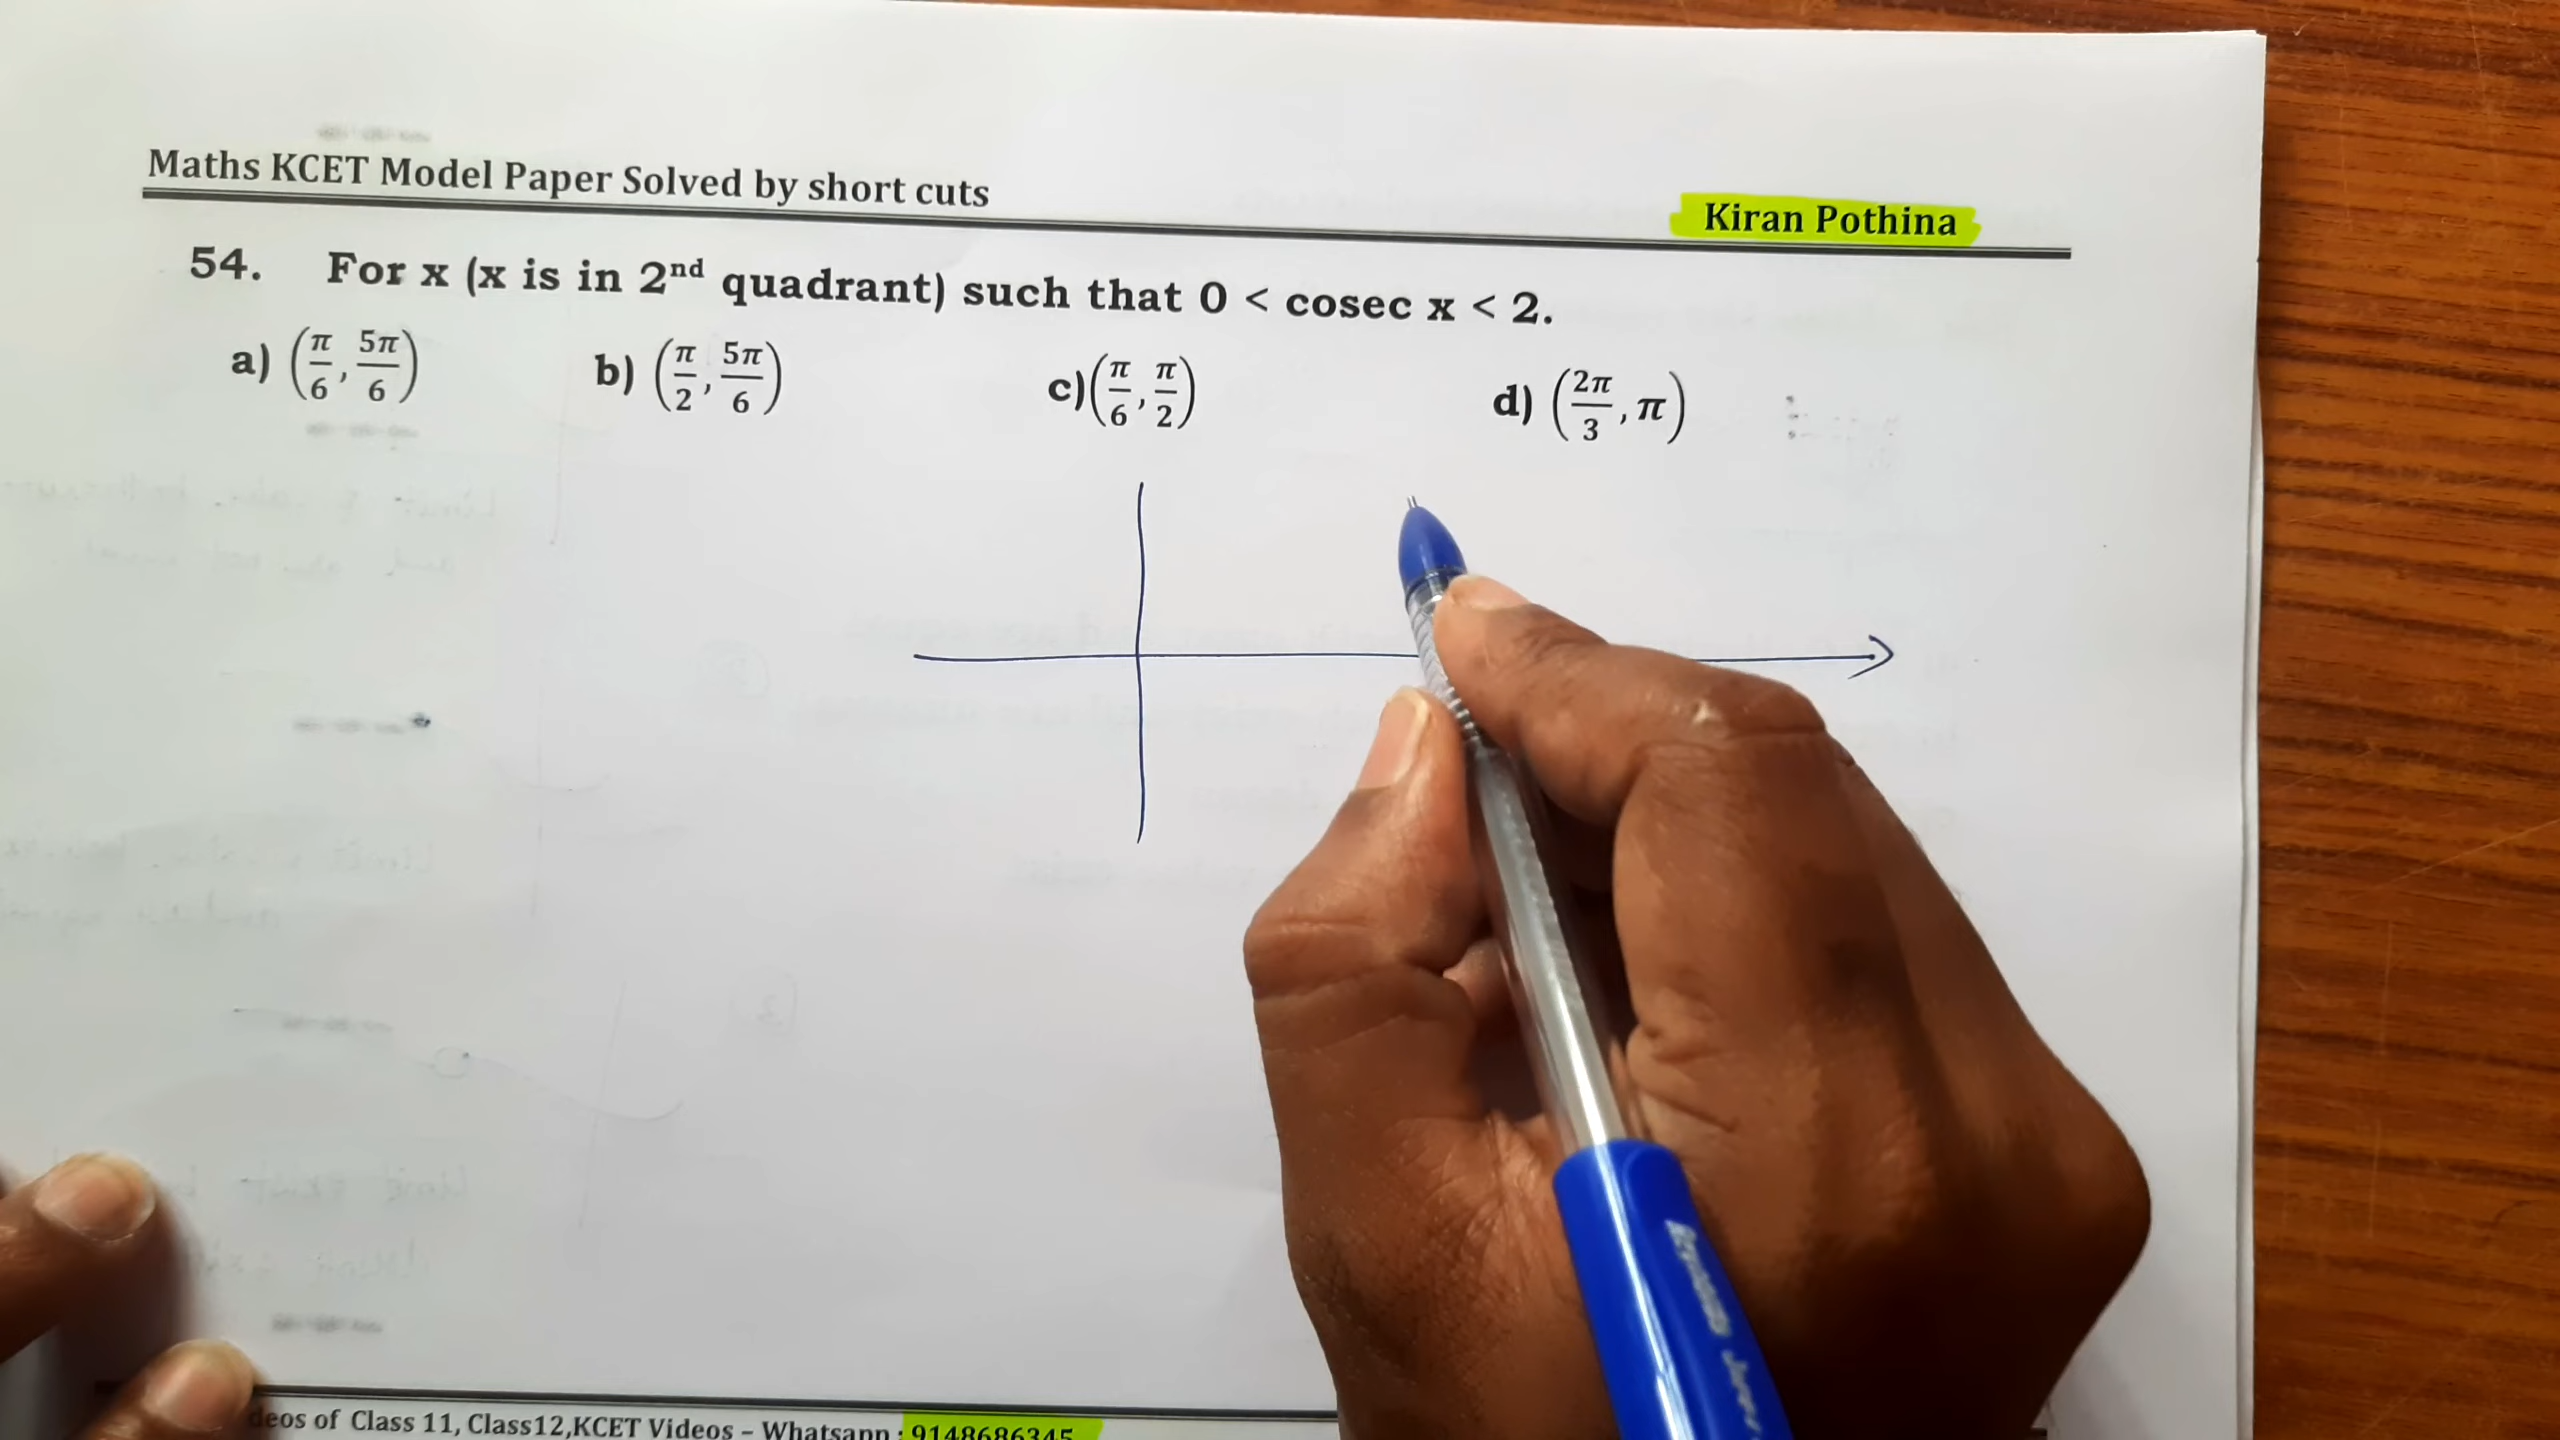 Maths KCET Model Paper Solved by short cuts
Kiran Pothina
54. For x (x is in 2ⁿᵈ quadrant) such that 0 < cosec x < 2.
a) (π/6, 5π/6) b) (π/2, 5π/6) c)(π/6, π/2) d) (2π/3, π)
deos of Class 11, Class12,KCET Videos – Whatsapp : 9148686345